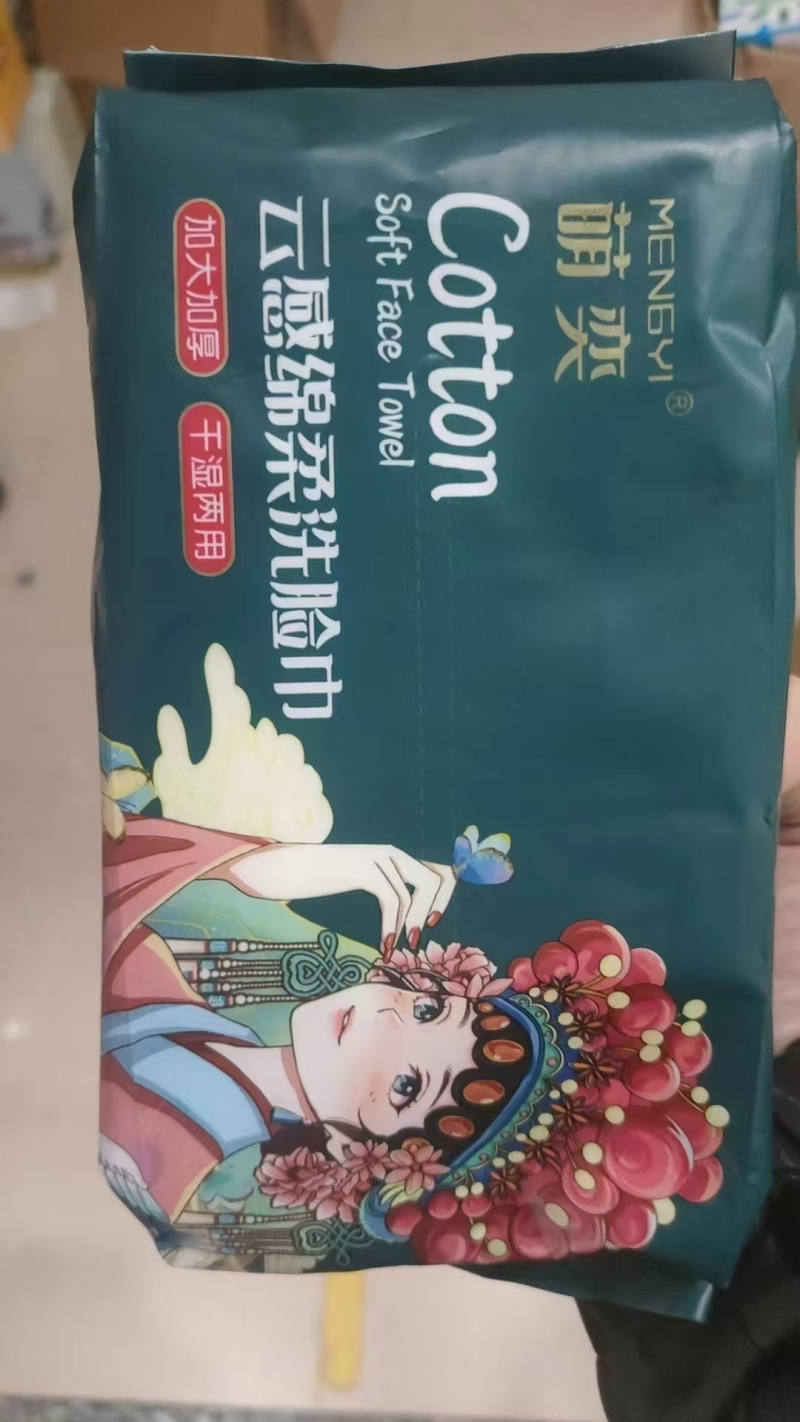 MENGYI®
萌奕
Cotton
Soft Face Towel
云感绵柔洗脸巾
加大加厚
干湿两用